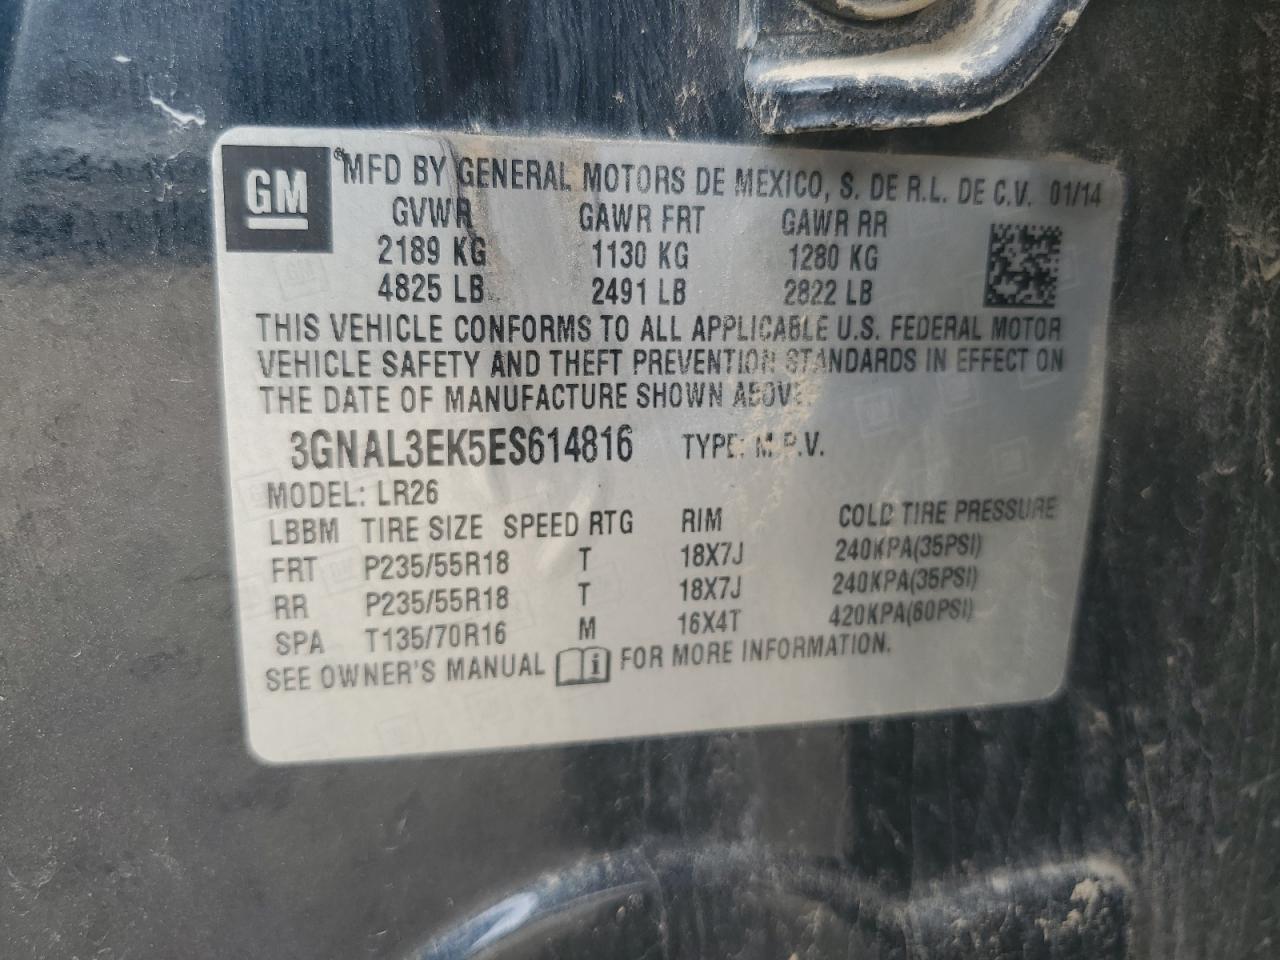 GM
®MFD BY GENERAL MOTORS DE MEXICO, S. DE R.L. DE C.V. 01/14
GVWR GAWR FRT GAWR RR
2189 KG 1130 KG 1280 KG
4825 LB 2491 LB 2822 LB
THIS VEHICLE CONFORMS TO ALL APPLICABLE U.S. FEDERAL MOTOR
VEHICLE SAFETY AND THEFT PREVENTION STANDARDS IN EFFECT ON
THE DATE OF MANUFACTURE SHOWN ABOVE.
3GNAL3EK5ES614816 TYPE: M.P.V.
MODEL: LR26
LBBM TIRE SIZE SPEED RTG RIM COLD TIRE PRESSURE
FRT P235/55R18 T 18X7J 240KPA(35PSI)
RR P235/55R18 T 18X7J 240KPA(35PSI)
SPA T135/70R16 M 16X4T 420KPA(60PSI)
SEE OWNER'S MANUAL i FOR MORE INFORMATION.